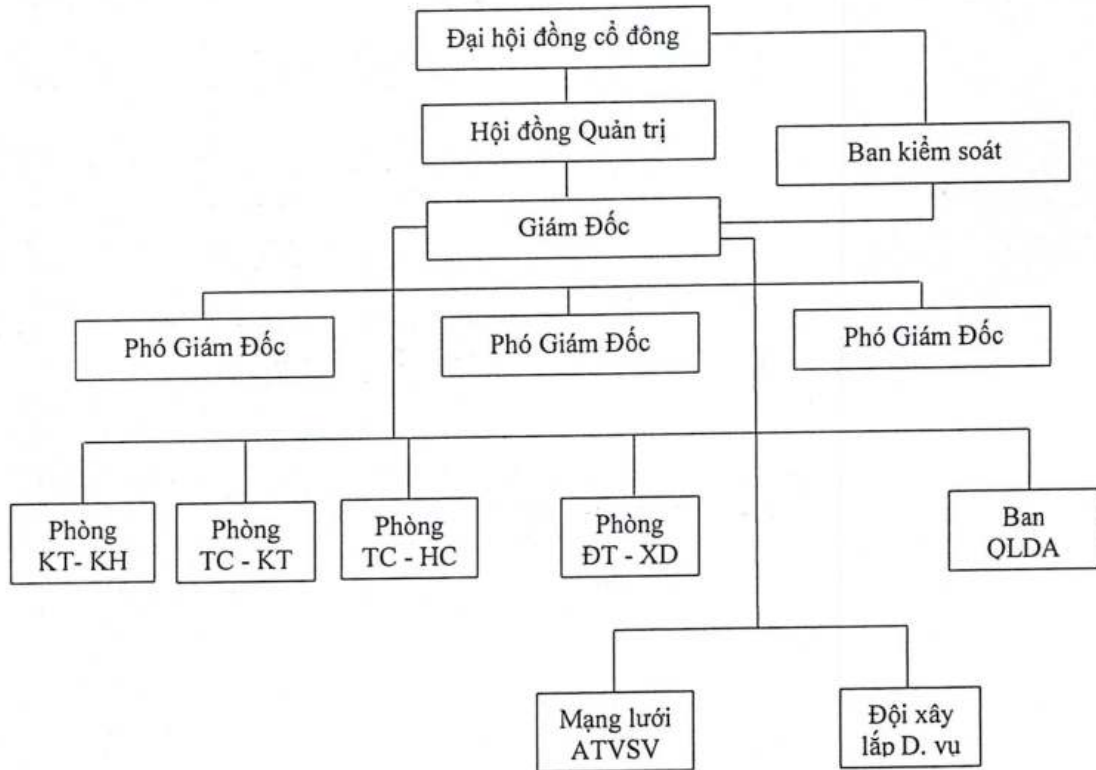 Đại hội đồng cổ đông
Hội đồng Quản trị
Ban kiểm soát
Giám Đốc
Phó Giám Đốc
Phó Giám Đốc
Phó Giám Đốc
Phòng
KT- KH
Phòng
TC - KT
Phòng
TC - HC
Phòng
ĐT - XD
Ban
QLDA
Mạng lưới
ATVSV
Đội xây
lắp D. vụ